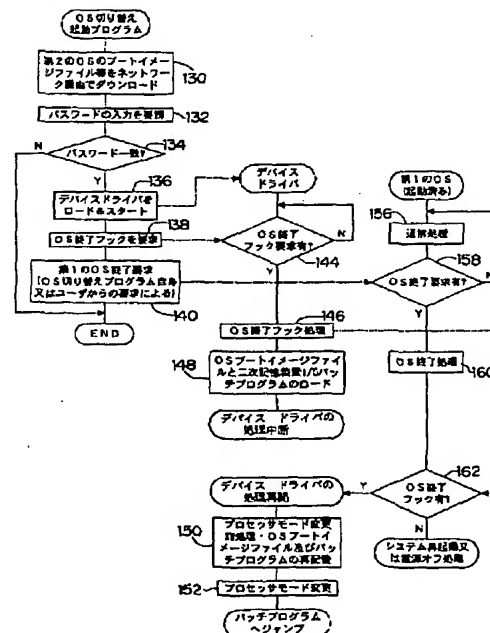 OS切り替え
起動プログラム
第2のOSのブートイメ
ージファイル等をネットワー
ク経由でダウンロード
130
パスワードの入力を要求
132
パスワード一致?
134
N
Y
デバイスドライバを
ロード&スタート
136
OS終了フックを要求
138
第1のOS終了要求
(OS切り替えプログラム自身
又はユーザからの要求による)
140
END
デバイス
ドライバ
OS終了
フック要求有?
N
144
Y
146
OS終了フック処理
148
OSブートイメージファイ
ルと二次記憶装置I/Oパッ
チプログラムのロード
デバイス ドライバの
処理中断
第1のOS
(起動済み)
156
通常処理
158
OS終了要求有?
N
Y
OS終了処理
160
162
OS終了
フック有?
Y
N
システム再起動又
は電源オフ処理
デバイス ドライバの
処理再開
150
プロセッサモード変更
前処理・OSブートイ
メージファイル及びパッ
チプログラムの再配置
152
プロセッサモード変更
パッチプログラム
へジャンプ